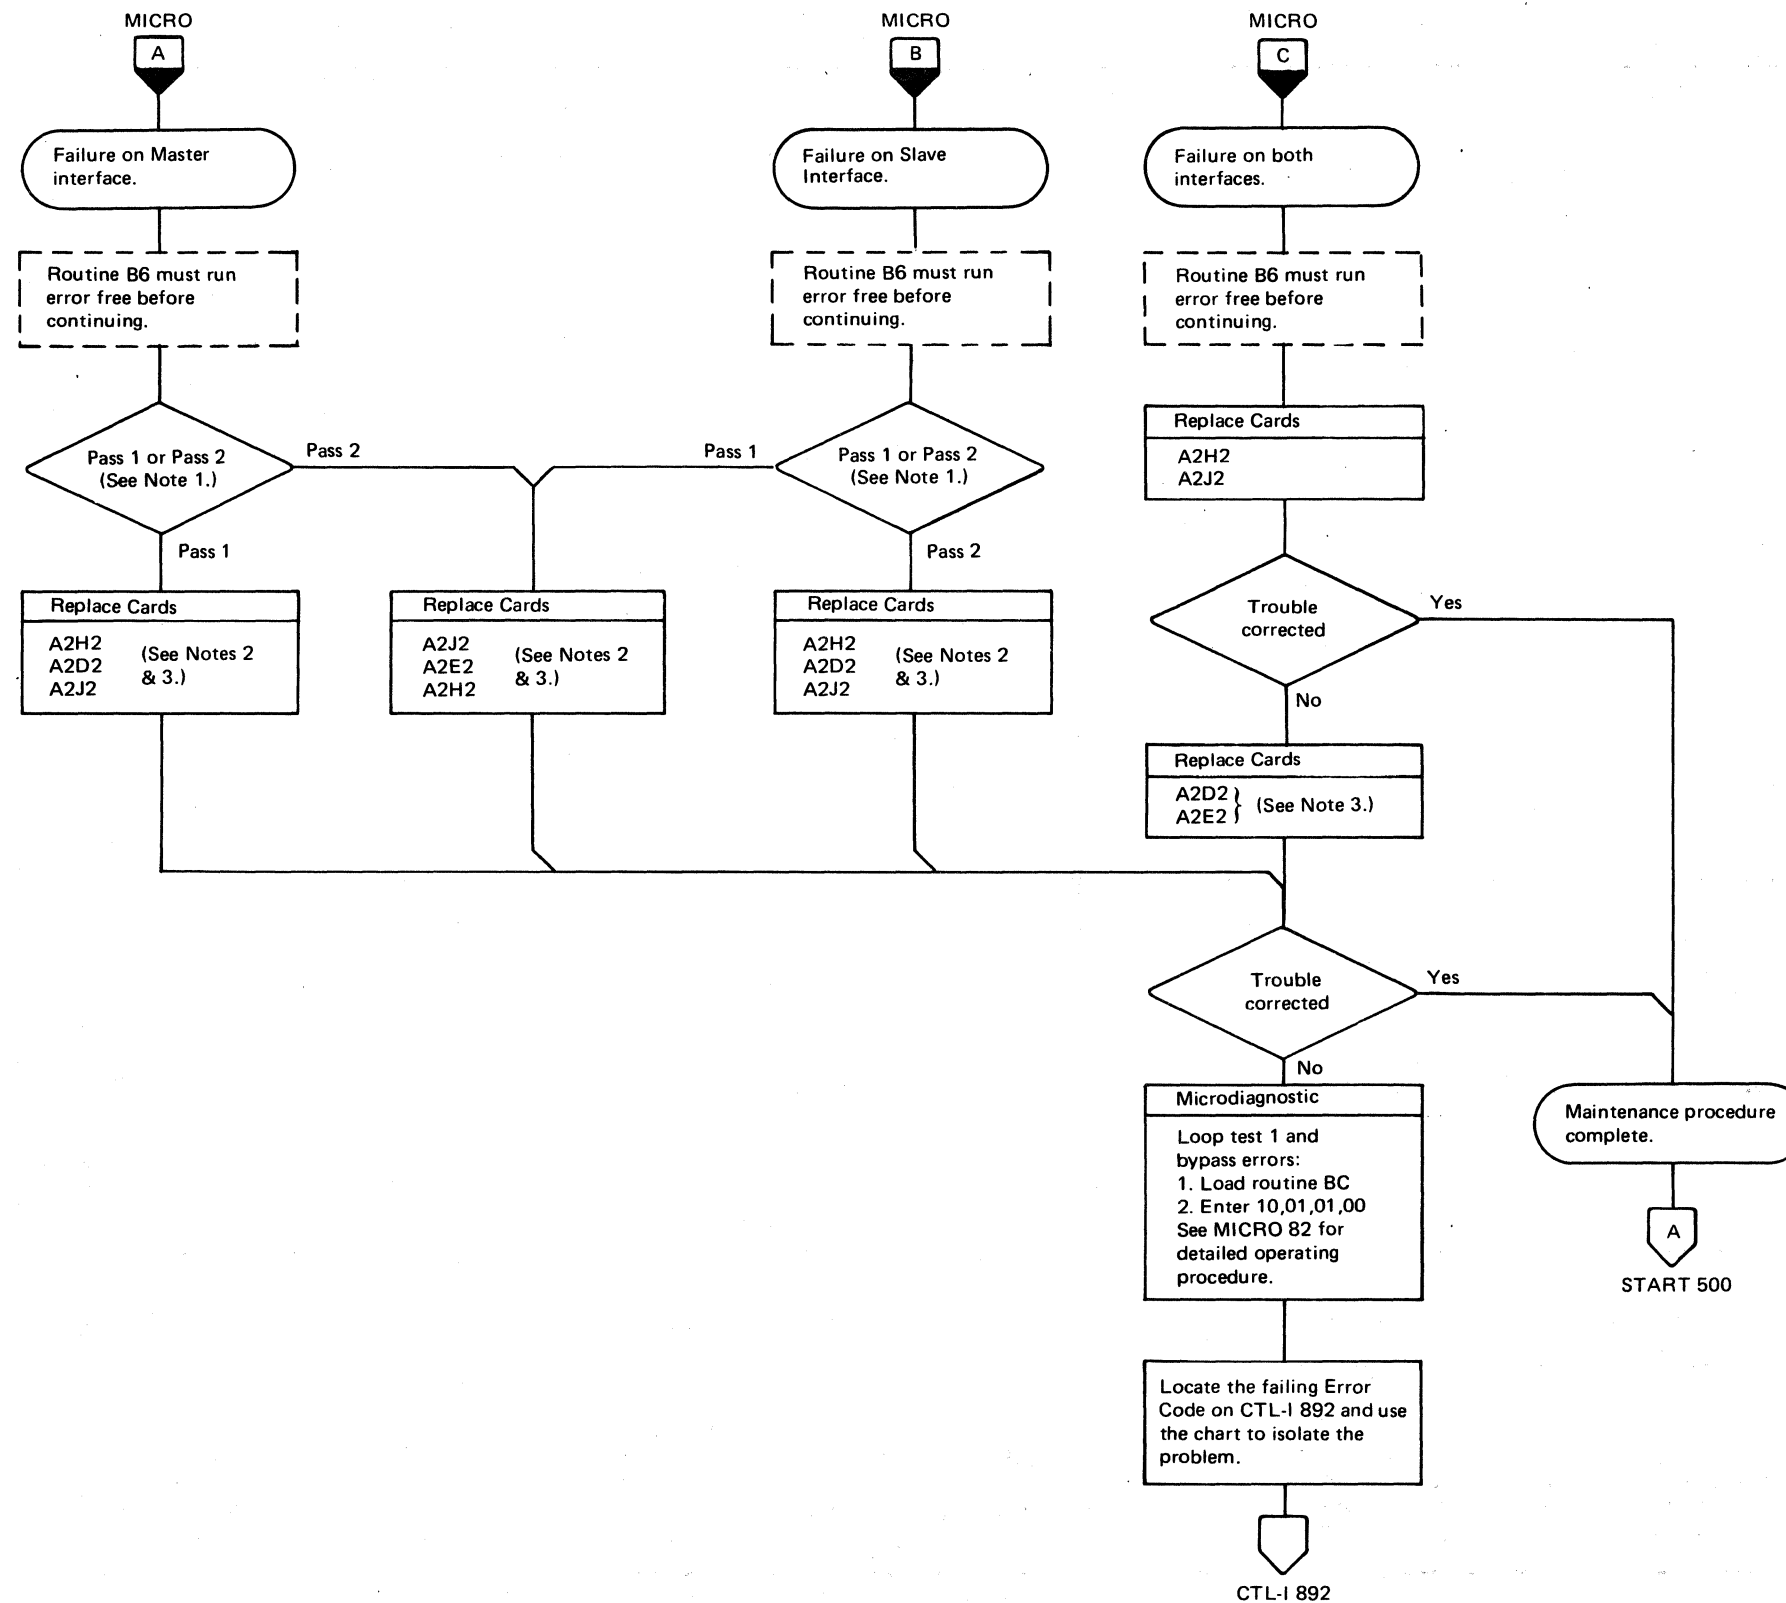 MICRO
A
Failure on Master
interface.
Routine B6 must run
error free before
continuing.
Pass 1 or Pass 2
(See Note 1.)
Pass 2
Pass 1
Replace Cards
A2H2
A2D2
A2J2
(See Notes 2
& 3.)
Replace Cards
A2J2
A2E2
A2H2
(See Notes 2
& 3.)
MICRO
B
Failure on Slave
Interface.
Routine B6 must run
error free before
continuing.
Pass 1
Pass 1 or Pass 2
(See Note 1.)
Pass 2
Replace Cards
A2H2
A2D2
A2J2
(See Notes 2
& 3.)
MICRO
C
Failure on both
interfaces.
Routine B6 must run
error free before
continuing.
Replace Cards
A2H2
A2J2
Trouble
corrected
Yes
No
Replace Cards
A2D2
A2E2
(See Note 3.)
Trouble
corrected
Yes
No
Microdiagnostic
Loop test 1 and
bypass errors:
1. Load routine BC
2. Enter 10,01,01,00
See MICRO 82 for
detailed operating
procedure.
Locate the failing Error
Code on CTL-I 892 and use
the chart to isolate the
problem.
CTL-I 892
Maintenance procedure
complete.
A
START 500